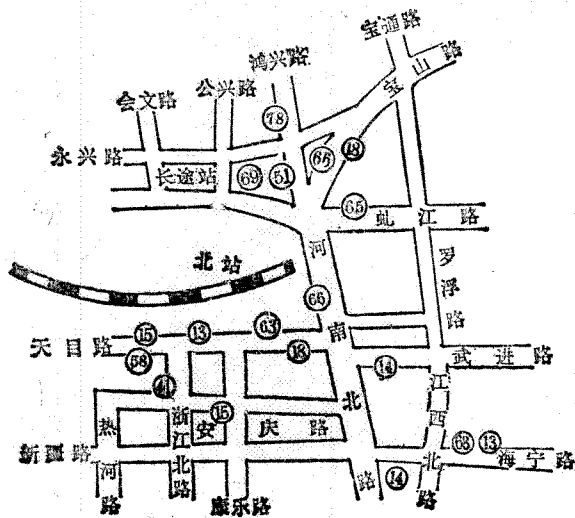 宝通路
宝山路
鸿兴路
公兴路
会文路
永兴路
78
65
18
长途站
69
51
65
虬江路
北站
河南北路
66
罗浮路
天目路
15
13
63
18
58
14
武进路
41
15
浙江北路
安庆路
江西北路
热河路
新疆路
68
13
海宁路
14
康乐路